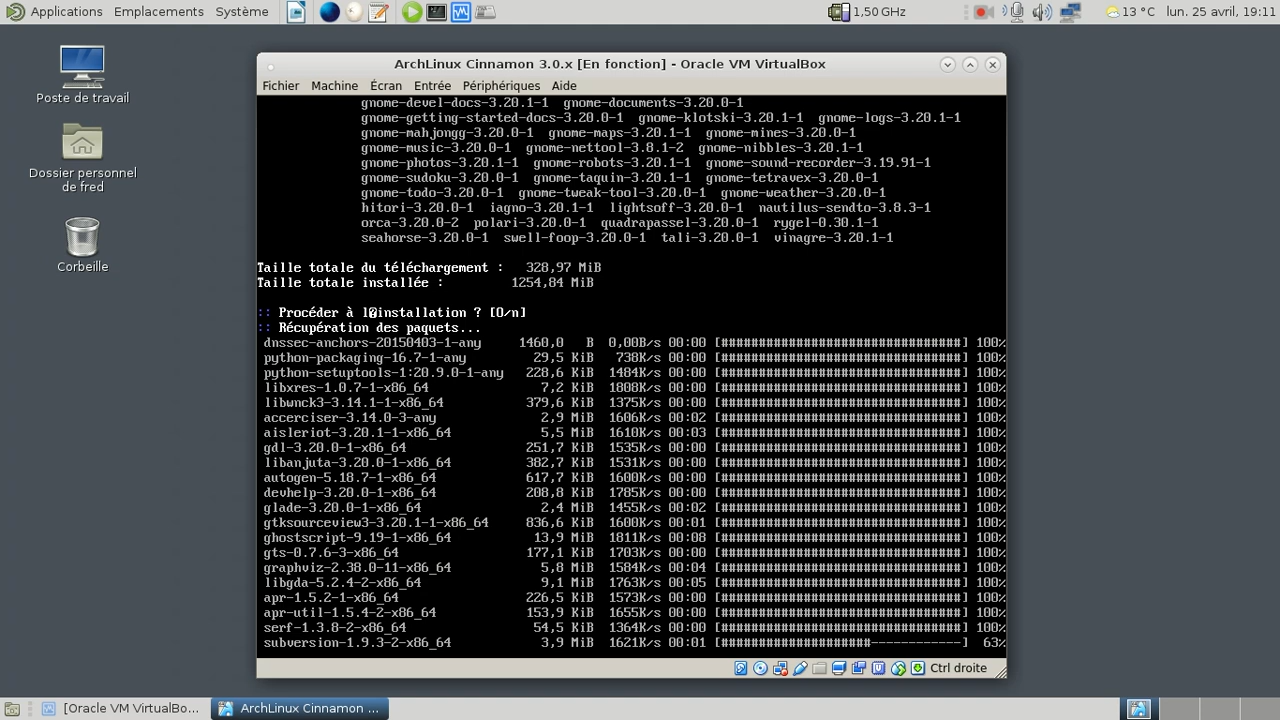 Applications Emplacements Système 1,50 GHz 13 °C lun. 25 avril, 19:11
Poste de travail
Dossier personnel
de fred
Corbeille
ArchLinux Cinnamon 3.0.x [En fonction] - Oracle VM VirtualBox
Fichier Machine Écran Entrée Périphériques Aide
gnome-devel-docs-3.20.1-1 gnome-documents-3.20.0-1
gnome-getting-started-docs-3.20.0-1 gnome-klotski-3.20.1-1 gnome-logs-3.20.1-1
gnome-mahjongg-3.20.0-1 gnome-maps-3.20.1-1 gnome-mines-3.20.0-1
gnome-music-3.20.0-1 gnome-nettool-3.8.1-2 gnome-nibbles-3.20.1-1
gnome-photos-3.20.1-1 gnome-robots-3.20.1-1 gnome-sound-recorder-3.19.91-1
gnome-sudoku-3.20.1-1 gnome-taquin-3.20.1-1 gnome-tetravex-3.20.0-1
gnome-todo-3.20.0-1 gnome-tweak-tool-3.20.0-1 gnome-weather-3.20.0-1
hitori-3.20.0-1 iagno-3.20.1-1 lightsoff-3.20.0-1 nautilus-sendto-3.8.3-1
orca-3.20.0-2 polari-3.20.0-1 quadrapassel-3.20.0-1 rygel-0.30.1-1
seahorse-3.20.0-1 swell-foop-3.20.0-1 tali-3.20.0-1 vinagre-3.20.1-1
Taille totale du téléchargement : 328,97 MiB
Taille totale installée : 1254,84 MiB
:: Procéder à l�installation ? [O/n]
:: Récupération des paquets...
dnssec-anchors-20150403-1-any 1460,0 B 0,00B/s 00:00 [################################] 100%
python-packaging-16.7-1-any 29,5 KiB 738K/s 00:00 [################################] 100%
python-setuptools-1:20.9.0-1-any 228,6 KiB 1484K/s 00:00 [################################] 100%
libxres-1.0.7-1-x86_64 7,2 KiB 1808K/s 00:00 [################################] 100%
libwnck3-3.14.1-1-x86_64 379,6 KiB 1375K/s 00:00 [################################] 100%
accerciser-3.14.0-3-any 2,9 MiB 1606K/s 00:02 [################################] 100%
aisleriot-3.20.1-1-x86_64 5,5 MiB 1610K/s 00:03 [################################] 100%
gdl-3.20.0-1-x86_64 251,7 KiB 1535K/s 00:00 [################################] 100%
libanjuta-3.20.0-1-x86_64 382,7 KiB 1531K/s 00:00 [################################] 100%
autogen-5.18.7-1-x86_64 617,7 KiB 1600K/s 00:00 [################################] 100%
devhelp-3.20.0-1-x86_64 208,8 KiB 1785K/s 00:00 [################################] 100%
glade-3.20.0-1-x86_64 2,4 MiB 1455K/s 00:02 [################################] 100%
gtksourceview3-3.20.1-1-x86_64 836,6 KiB 1600K/s 00:01 [################################] 100%
ghostscript-9.19-1-x86_64 13,9 MiB 1811K/s 00:08 [################################] 100%
gts-0.7.6-3-x86_64 177,1 KiB 1703K/s 00:00 [################################] 100%
graphviz-2.38.0-11-x86_64 5,8 MiB 1584K/s 00:04 [################################] 100%
libgda-5.2.4-2-x86_64 9,1 MiB 1763K/s 00:05 [################################] 100%
apr-1.5.2-1-x86_64 226,5 KiB 1573K/s 00:00 [################################] 100%
apr-util-1.5.4-2-x86_64 153,9 KiB 1655K/s 00:00 [################################] 100%
serf-1.3.8-2-x86_64 54,5 KiB 1364K/s 00:00 [################################] 100%
subversion-1.9.3-2-x86_64 3,9 MiB 1621K/s 00:01 [####################------------] 63%
Ctrl droite
[Oracle VM VirtualBo... ArchLinux Cinnamon ...